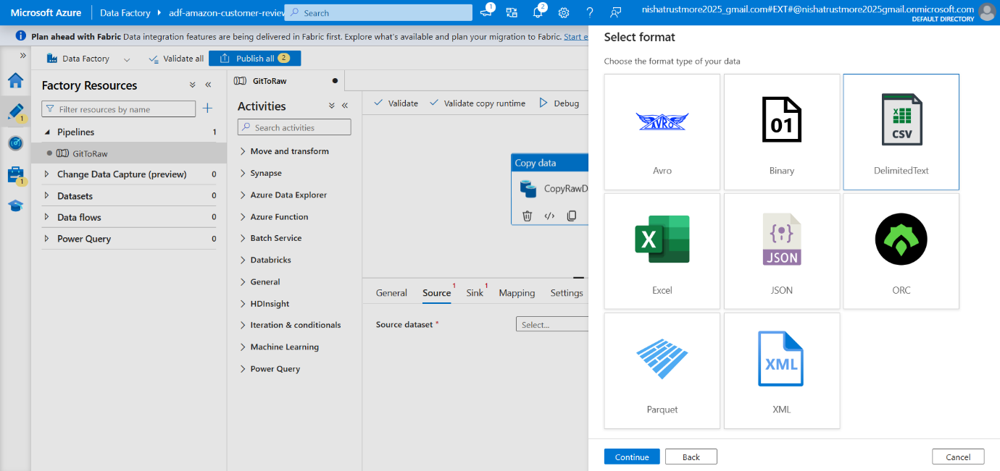 Microsoft Azure
Data Factory
adf-amazon-customer-review
Search
1
2
nishatrustmore2025_gmail.com#EXT#@nishatrustmore2025gmail.onmicrosoft.com
DEFAULT DIRECTORY
Plan ahead with Fabric Data integration features are being delivered in Fabric first. Explore what's available and plan your migration to Fabric. Start e
Data Factory
Validate all
Publish all 2
1
1
Factory Resources
Filter resources by name
Pipelines 1
GitToRaw
Change Data Capture (preview) 0
Datasets 0
Data flows 0
Power Query 0
GitToRaw
Activities
Search activities
Move and transform
Synapse
Azure Data Explorer
Azure Function
Batch Service
Databricks
General
HDInsight
Iteration & conditionals
Machine Learning
Power Query
Validate
Validate copy runtime
Debug
Copy data
CopyRawD
General
Source 1
Sink 1
Mapping
Settings
Source dataset *
Select...
Select format
Choose the format type of your data
AVRO
Avro
01
Binary
CSV
DelimitedText
X
Excel
JSON
JSON
ORC
Parquet
XML
XML
Continue
Back
Cancel